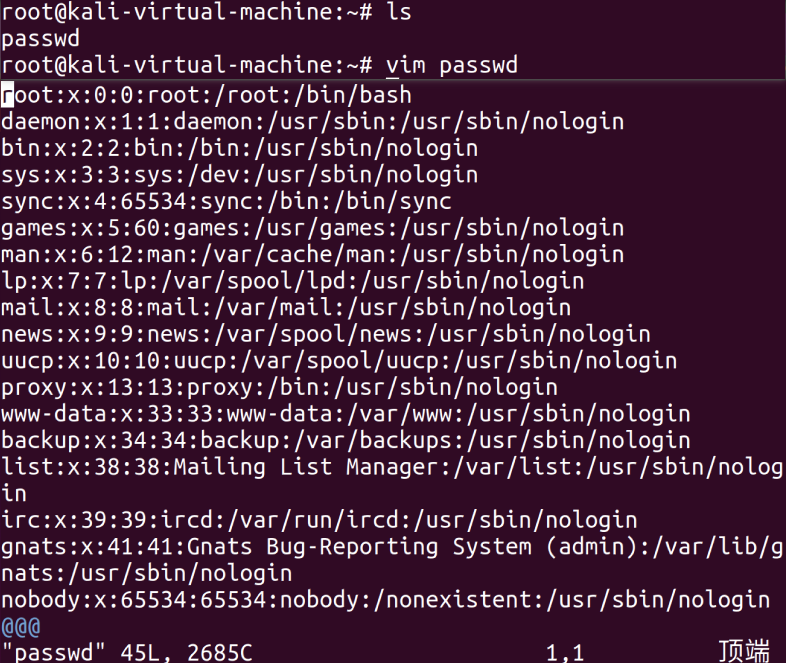 root@kali-virtual-machine:~# ls
passwd
root@kali-virtual-machine:~# vim passwd
root:x:0:0:root:/root:/bin/bash
daemon:x:1:1:daemon:/usr/sbin:/usr/sbin/nologin
bin:x:2:2:bin:/bin:/usr/sbin/nologin
sys:x:3:3:sys:/dev:/usr/sbin/nologin
sync:x:4:65534:sync:/bin:/bin/sync
games:x:5:60:games:/usr/games:/usr/sbin/nologin
man:x:6:12:man:/var/cache/man:/usr/sbin/nologin
lp:x:7:7:lp:/var/spool/lpd:/usr/sbin/nologin
mail:x:8:8:mail:/var/mail:/usr/sbin/nologin
news:x:9:9:news:/var/spool/news:/usr/sbin/nologin
uucp:x:10:10:uucp:/var/spool/uucp:/usr/sbin/nologin
proxy:x:13:13:proxy:/bin:/usr/sbin/nologin
www-data:x:33:33:www-data:/var/www:/usr/sbin/nologin
backup:x:34:34:backup:/var/backups:/usr/sbin/nologin
list:x:38:38:Mailing List Manager:/var/list:/usr/sbin/nolog
in
irc:x:39:39:ircd:/var/run/ircd:/usr/sbin/nologin
gnats:x:41:41:Gnats Bug-Reporting System (admin):/var/lib/g
nats:/usr/sbin/nologin
nobody:x:65534:65534:nobody:/nonexistent:/usr/sbin/nologin
@@@
"passwd" 45L, 2685C 1,1 顶端